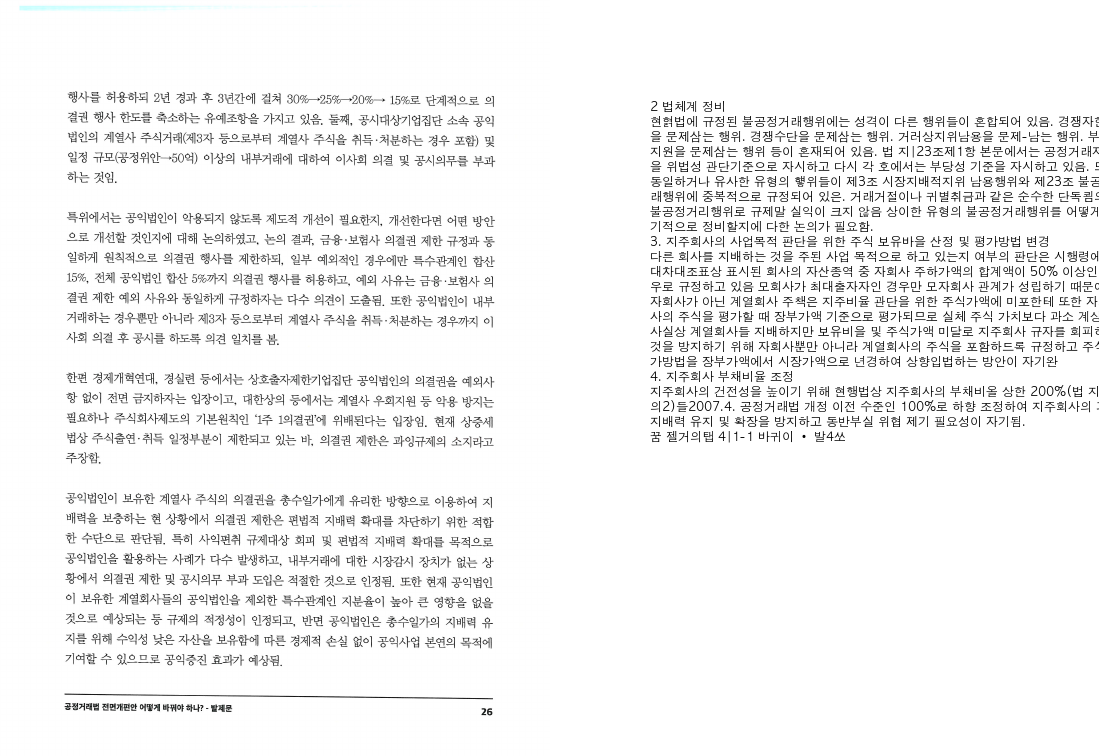 행사를 허용하되 2년 경과 후 3년간에 걸쳐 30%→25%→20%→ 15%로 단계적으로 의
결권 행사 한도를 축소하는 유예조항을 가지고 있음. 둘째, 공시대상기업집단 소속 공익
법인의 계열사 주식거래(제3자 등으로부터 계열사 주식을 취득·처분하는 경우 포함) 및
일정 규모(공정위안→50억) 이상의 내부거래에 대하여 이사회 의결 및 공시의무를 부과
하는 것임.
특위에서는 공익법인이 악용되지 않도록 제도적 개선이 필요한지, 개선한다면 어떤 방안
으로 개선할 것인지에 대해 논의하였고, 논의 결과, 금융·보험사 의결권 제한 규정과 동
일하게 원칙적으로 의결권 행사를 제한하되, 일부 예외적인 경우에만 특수관계인 합산
15%, 전체 공익법인 합산 5%까지 의결권 행사를 허용하고, 예외 사유는 금융·보험사 의
결권 제한 예외 사유와 동일하게 규정하자는 다수 의견이 도출됨. 또한 공익법인이 내부
거래하는 경우뿐만 아니라 제3자 등으로부터 계열사 주식을 취득·처분하는 경우까지 이
사회 의결 후 공시를 하도록 의견 일치를 봄.
한편 경제개혁연대, 경실련 등에서는 상호출자제한기업집단 공익법인의 의결권을 예외사
항 없이 전면 금지하자는 입장이고, 대한상의 등에서는 계열사 우회지원 등 악용 방지는
필요하나 주식회사제도의 기본원칙인 '1주 1의결권'에 위배된다는 입장임. 현재 상증세
법상 주식출연·취득 일정부분이 제한되고 있는 바, 의결권 제한은 과잉규제의 소지라고
주장함.
공익법인이 보유한 계열사 주식의 의결권을 총수일가에게 유리한 방향으로 이용하여 지
배력을 보충하는 현 상황에서 의결권 제한은 편법적 지배력 확대를 차단하기 위한 적합
한 수단으로 판단됨. 특히 사익편취 규제대상 회피 및 편법적 지배력 확대를 목적으로
공익법인을 활용하는 사례가 다수 발생하고, 내부거래에 대한 시장감시 장치가 없는 상
황에서 의결권 제한 및 공시의무 부과 도입은 적절한 것으로 인정됨. 또한 현재 공익법인
이 보유한 계열회사들의 공익법인을 제외한 특수관계인 지분율이 높아 큰 영향을 없을
것으로 예상되는 등 규제의 적정성이 인정되고, 반면 공익법인은 총수일가의 지배력 유
지를 위해 수익성 낮은 자산을 보유함에 따른 경제적 손실 없이 공익사업 본연의 목적에
기여할 수 있으므로 공익증진 효과가 예상됨.
공정거래법 전면개편안 어떻게 바꿔야 하나? - 발제문
26
2 법체계 정비
현험법에 규정된 불공정거래행위에는 성격이 다른 행위들이 흔합되어 있음. 경쟁자한
을 문제삼는 행위. 경쟁수단을 문제삼는 행위. 거러상지위남용을 문제-남는 행위. 부
지원을 문제삼는 행위 등이 혼재되어 있음. 법 지|23조제1항 본문에서는 공정거래자
을 위법성 관단기준으로 자시하고 다시 각 호에서는 부당성 기준을 자시하고 있음.
동일하거나 유사한 유형의 행위들이 제3조 시장지배적지위 남용행위와 제23조 불공
래행위에 중복적으로 규정되어 있은. 거래거절이나 귀별취금과 같은 순수한 단독룀의
불공정거리행위로 규제말 실익이 크지 않음 상이한 유형의 불공정거래행위를 어떻게
기적으로 정비할지에 다한 논의가 필요함.
3. 지주회사의 사업목적 판단을 위한 주식 보유바을 산정 및 평가방법 변경
다른 회사를 지배하는 것을 주된 사업 목적으로 하고 있는지 여부의 판단은 시행령에
대차대조표상 표시된 회사의 자산종역 중 자회사 주하가액의 합계액이 50% 이상인
우로 규정하고 있음 모회사가 최대출자자인 경우만 모자회사 관계가 성립하기 때문에
자회사가 아닌 계열회사 주책은 지주비율 관단을 위한 주식가액에 미포한테 또한 자
사의 주식을 평가할 때 장부가액 기준으로 평가되므로 실체 주식 가치보다 과소 계상
사실상 계열회사들 지배하지만 보유비을 및 주식가액 미달로 지주회사 규자를 회피하
것을 방지하기 위해 자회사뿐만 아니라 계열회사의 주식을 포함하드록 규정하고 주식
가방법을 장부가액에서 시장가액으로 년경하여 상향입법하는 방안이 자기완
4. 지주회사 부채비율 조정
지주회사의 건전성을 높이기 위해 현행법상 지주회사의 부채비울 상한 200%(법 지
의2)들2007.4. 공정거래법 개정 이전 수준인 100%로 하향 조정하여 지주회사의
지배력 유지 및 확장을 방지하고 동반부실 위협 제기 필요성이 자기됨.
꿈 젤거의탭 4|1-1 바귀이 • 발4쏘